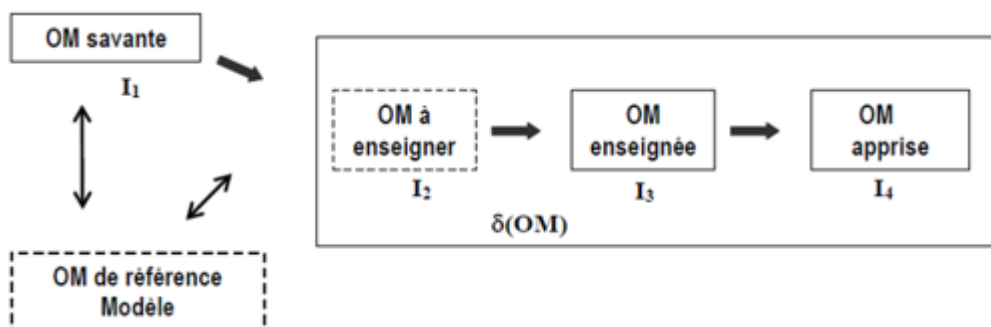 OM savante
I₁
OM à
enseigner
I₂
OM
enseignée
I₃
OM
apprise
I₄
δ(OM)
OM de référence
Modèle